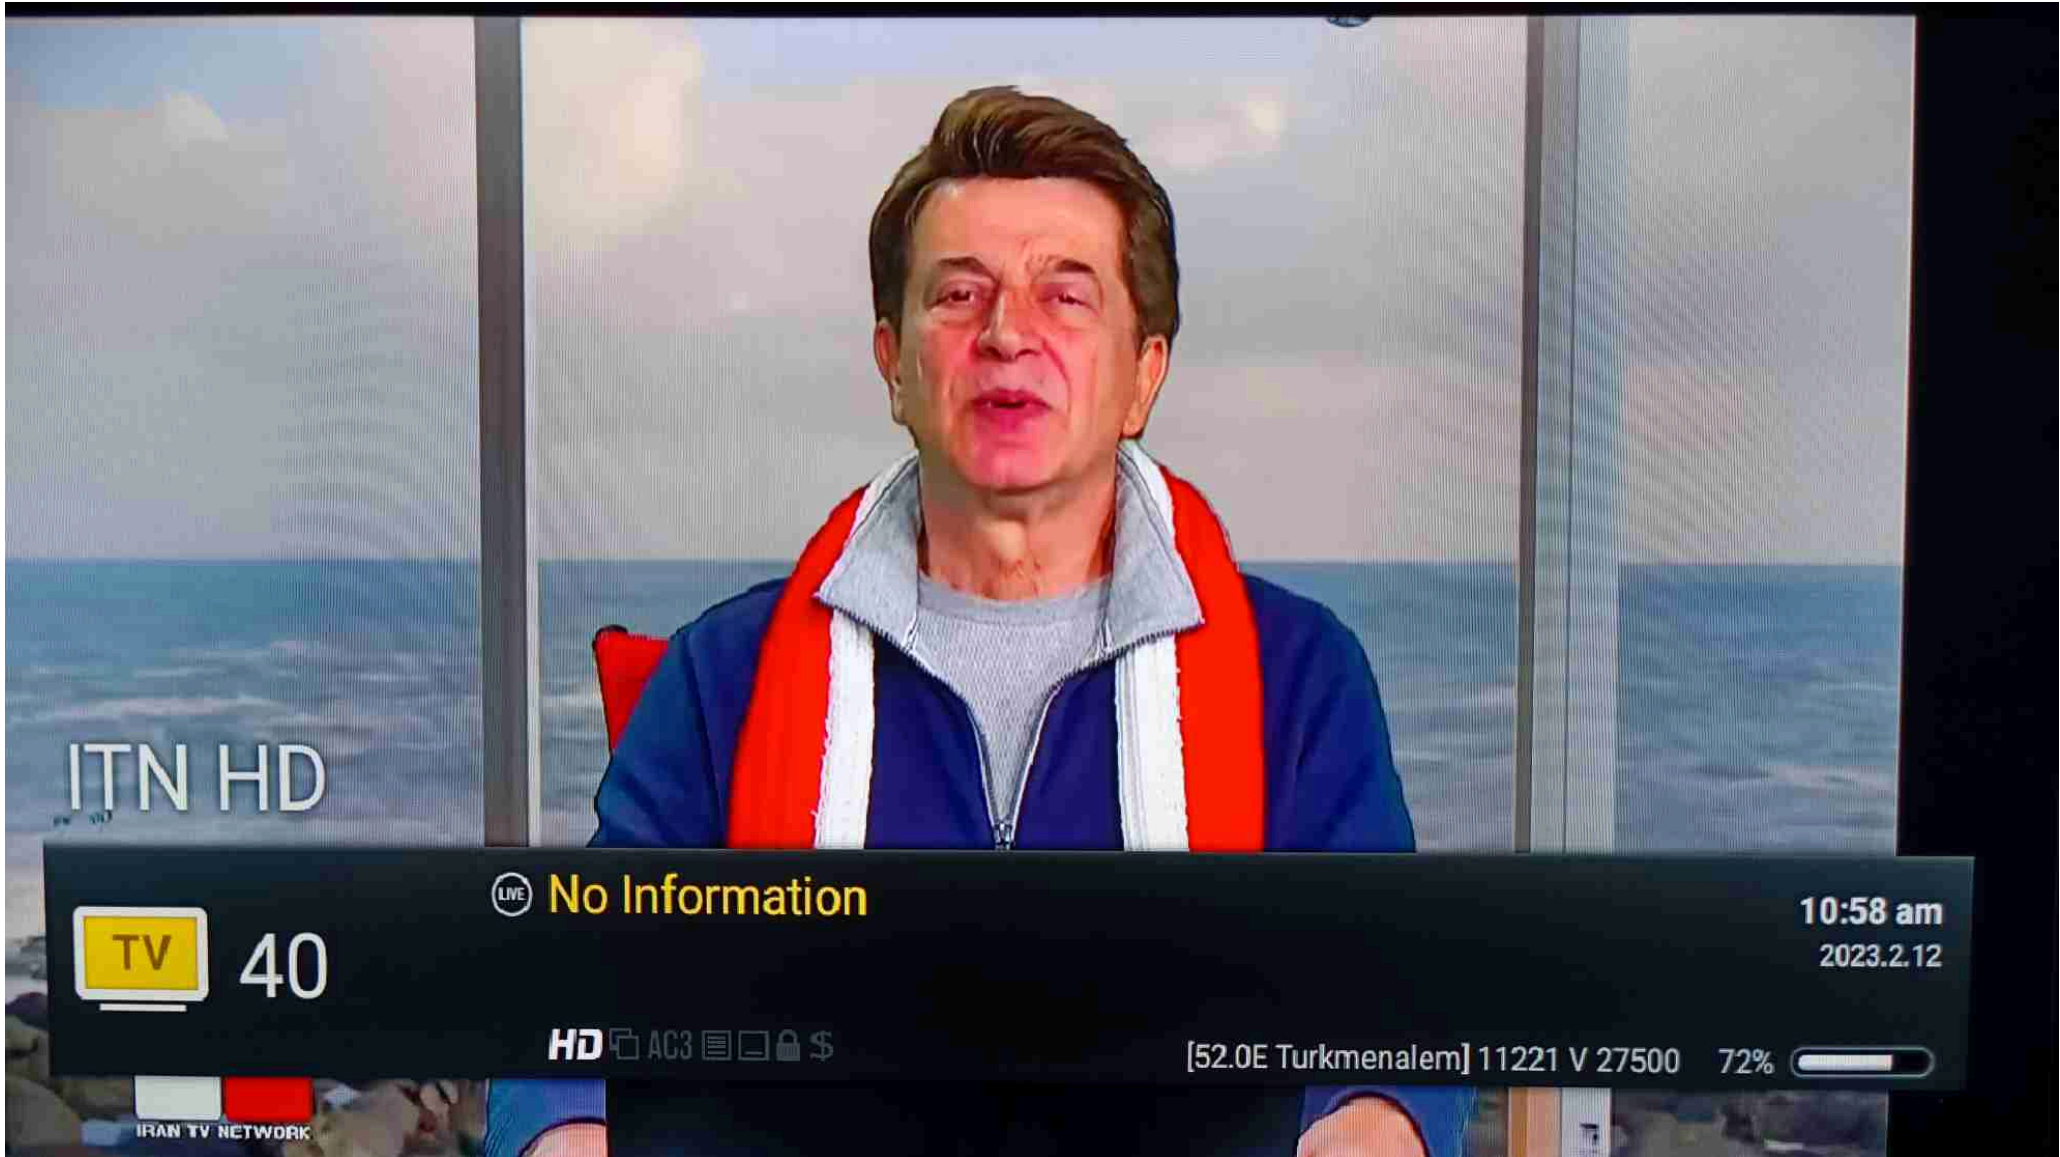 ITN HD
LIVE No Information
TV 40
10:58 am
2023.2.12
HD AC3 $
[52.0E Turkmenalem] 11221 V 27500 72%
IRAN TV NETWORK